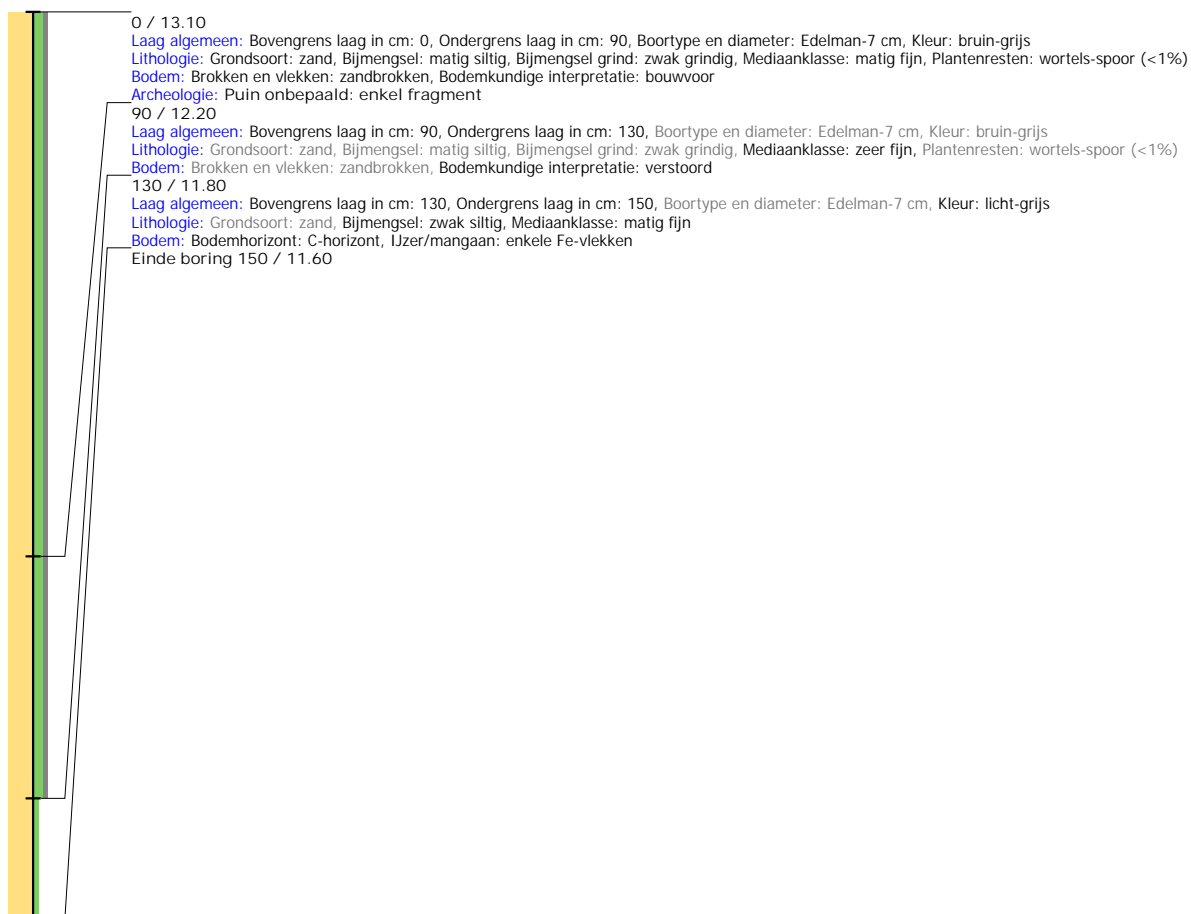 0 / 13.10
Laag algemeen: Bovengrens laag in cm: 0, Ondergrens laag in cm: 90, Boortype en diameter: Edelman-7 cm, Kleur: bruin-grijs
Lithologie: Grondsoort: zand, Bijmengsel: matig siltig, Bijmengsel grind: zwak grindig, Mediaanklasse: matig fijn, Plantenresten: wortels-spoor (<1%)
Bodem: Brokken en vlekken: zandbrokken, Bodemkundige interpretatie: bouwvoor
Archeologie: Puin onbepaald: enkel fragment
90 / 12.20
Laag algemeen: Bovengrens laag in cm: 90, Ondergrens laag in cm: 130, Boortype en diameter: Edelman-7 cm, Kleur: bruin-grijs
Lithologie: Grondsoort: zand, Bijmengsel: matig siltig, Bijmengsel grind: zwak grindig, Mediaanklasse: zeer fijn, Plantenresten: wortels-spoor (<1%)
Bodem: Brokken en vlekken: zandbrokken, Bodemkundige interpretatie: verstoord
130 / 11.80
Laag algemeen: Bovengrens laag in cm: 130, Ondergrens laag in cm: 150, Boortype en diameter: Edelman-7 cm, Kleur: licht-grijs
Lithologie: Grondsoort: zand, Bijmengsel: zwak siltig, Mediaanklasse: matig fijn
Bodem: Bodemhorizont: C-horizont, IJzer/mangaan: enkele Fe-vlekken
Einde boring 150 / 11.60